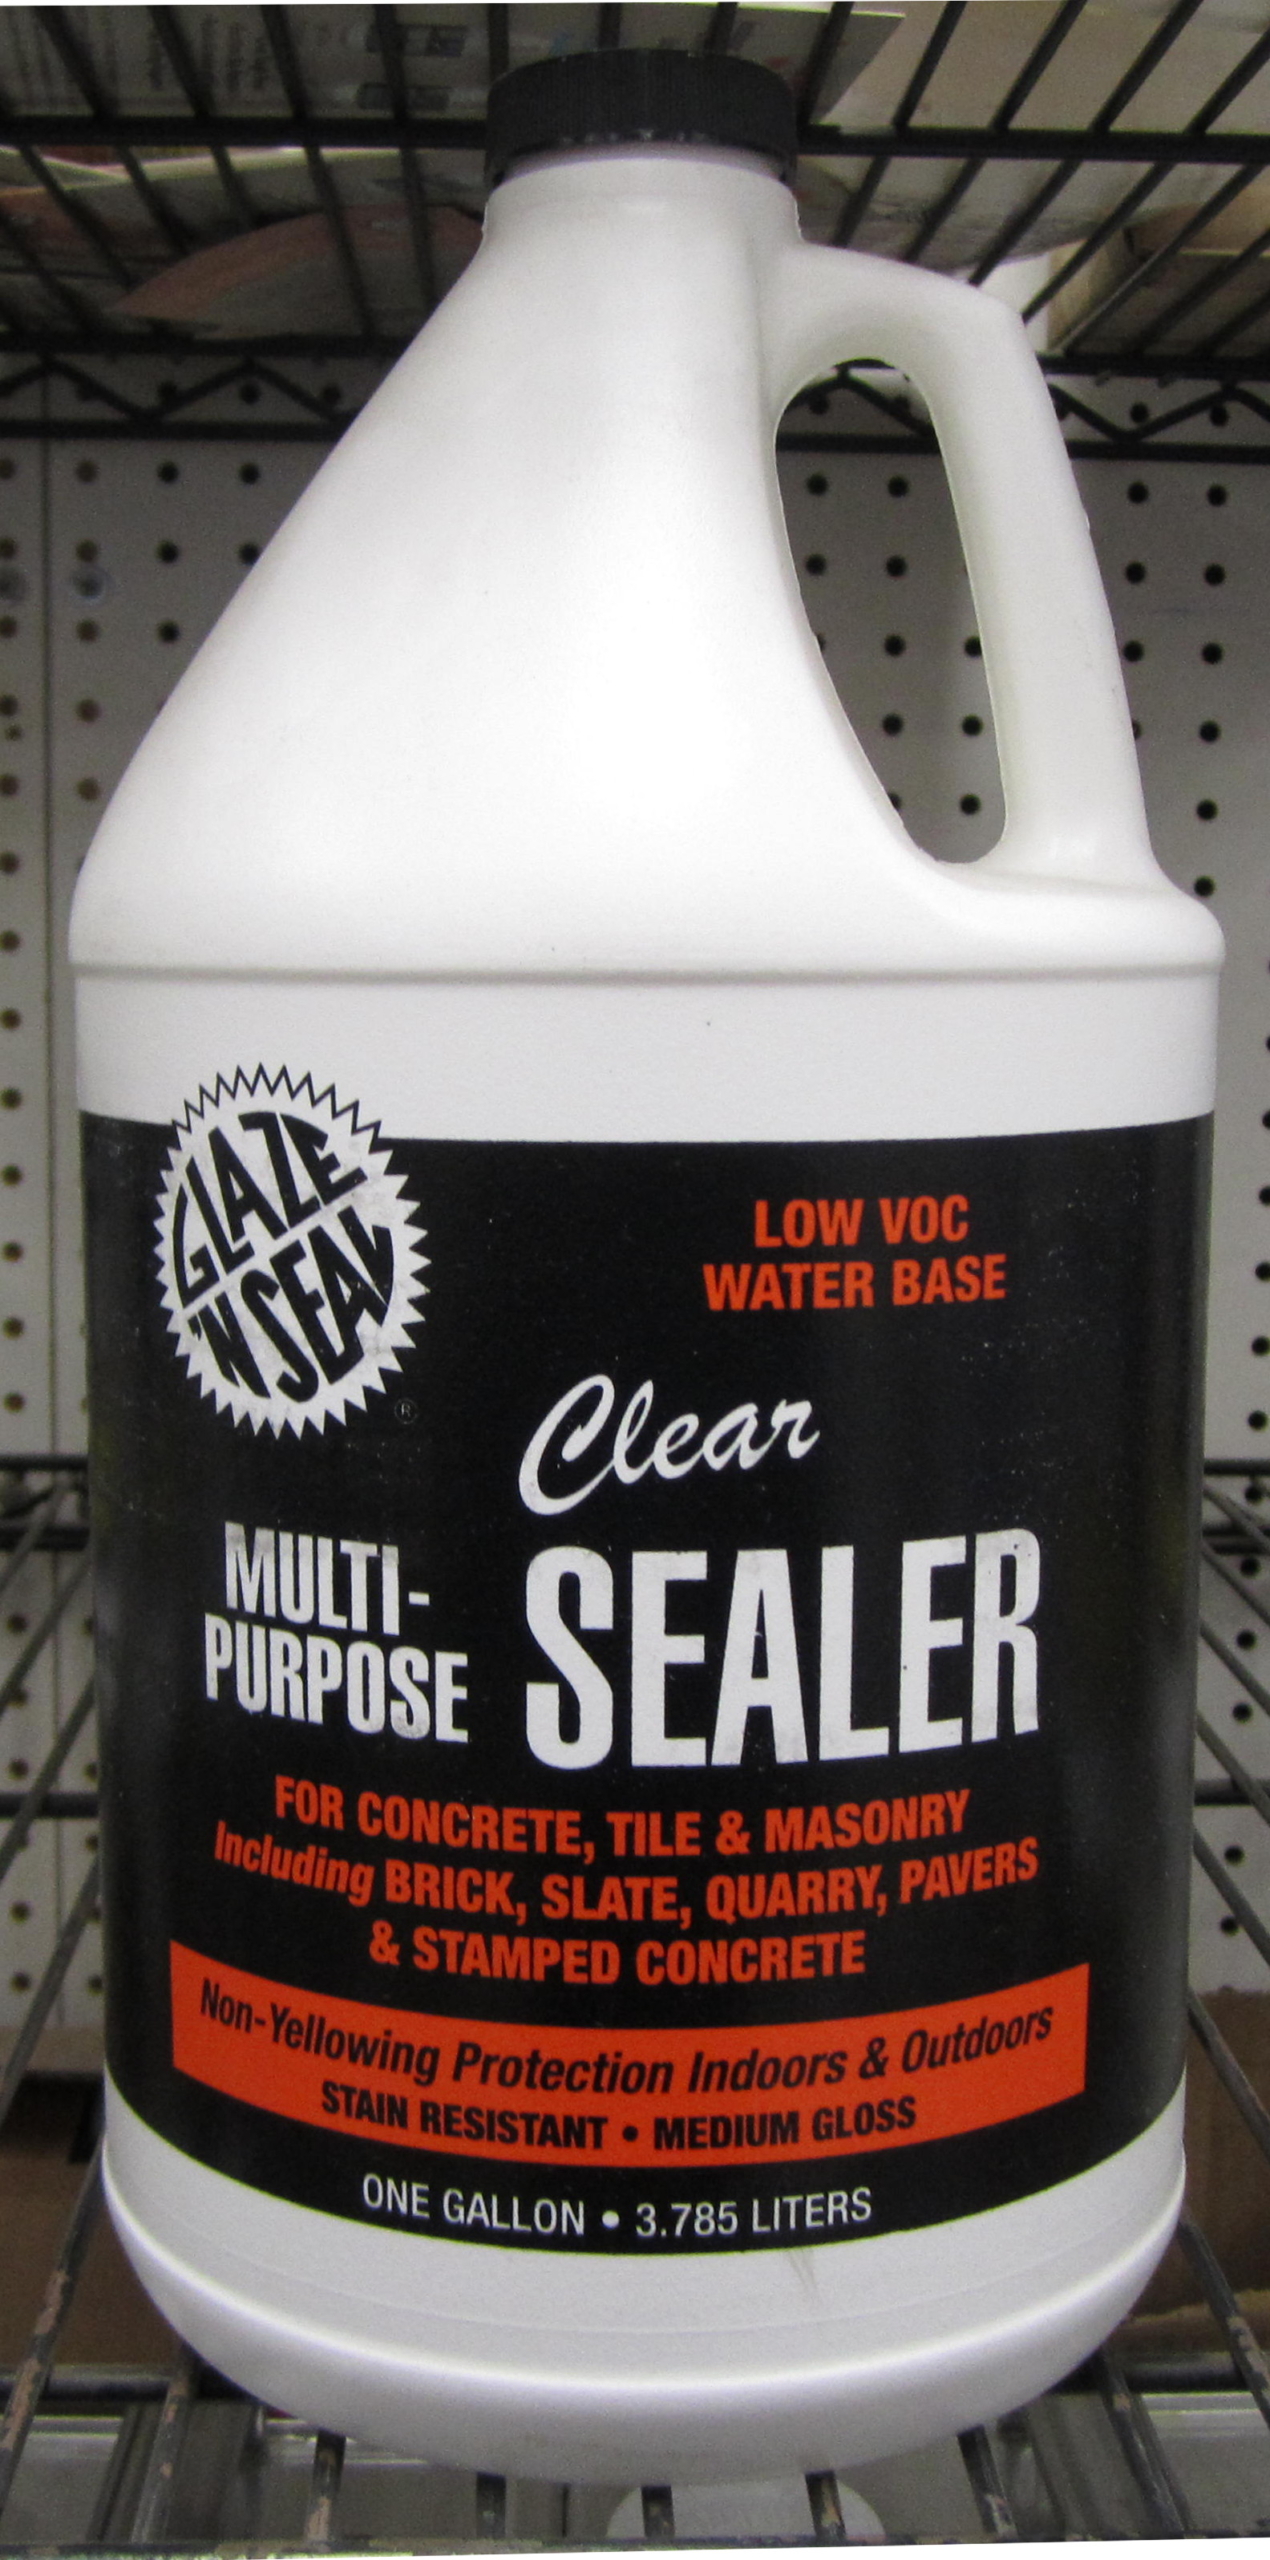 GLAZE
'N SEAL
®
LOW VOC
WATER BASE
Clear
MULTI-
PURPOSE
SEALER
FOR CONCRETE, TILE & MASONRY
Including BRICK, SLATE, QUARRY, PAVERS
& STAMPED CONCRETE
Non-Yellowing Protection Indoors & Outdoors
STAIN RESISTANT • MEDIUM GLOSS
ONE GALLON • 3.785 LITERS